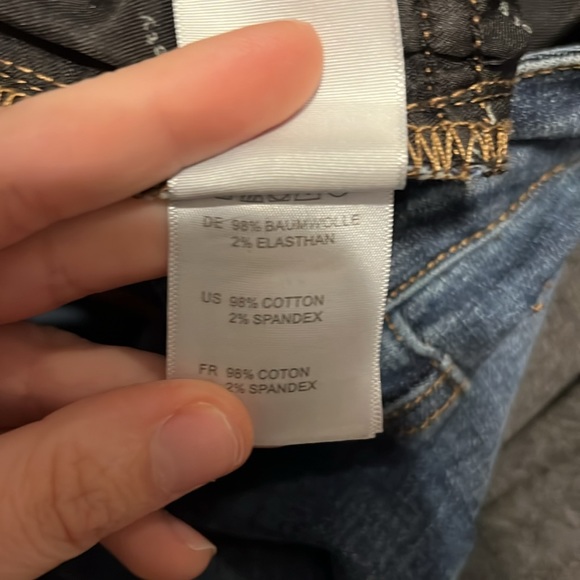 DE 98% BAUMWOLLE
2% ELASTHAN
US 98% COTTON
2% SPANDEX
FR 98% COTON
2% SPANDEX